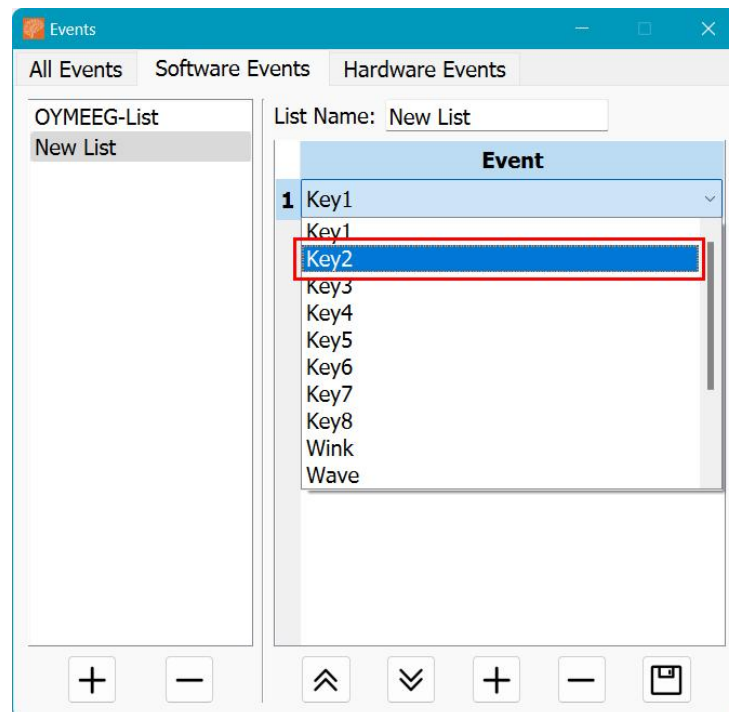 Events
All Events Software Events Hardware Events
OYMEEG-List
New List
List Name: New List
Event
1 Key1
Key1
Key2
Key3
Key4
Key5
Key6
Key7
Key8
Wink
Wave